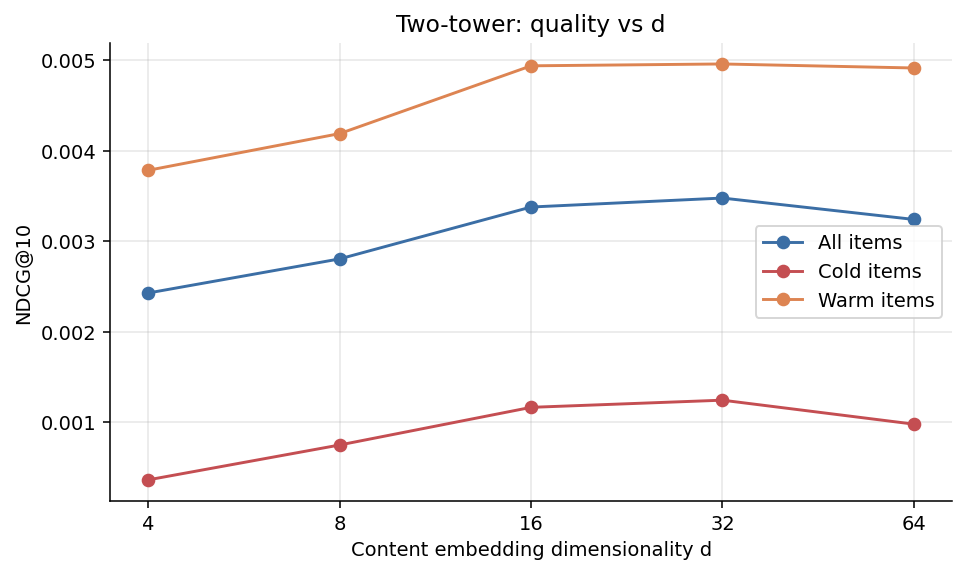 Two-tower: quality vs d
NDCG@10
0.005
0.004
0.003
0.002
0.001
All items
Cold items
Warm items
4 8 16 32 64
Content embedding dimensionality d